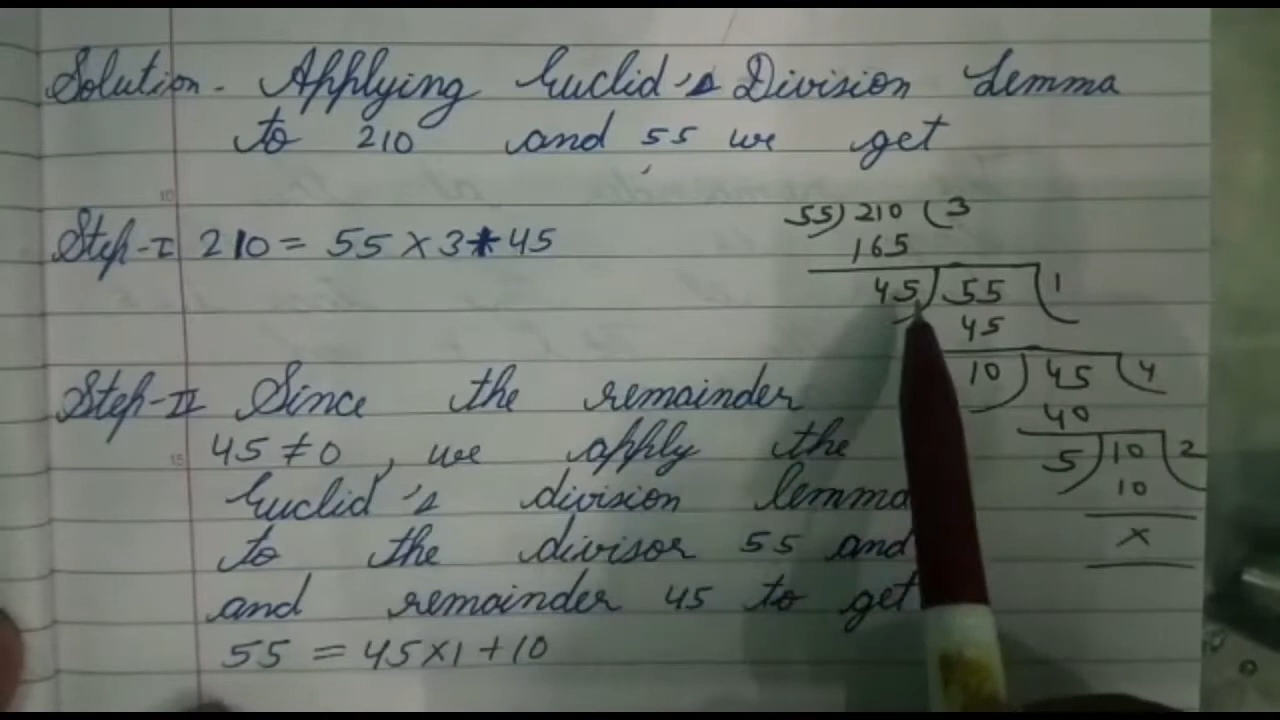 Solution - Applying Euclid's Division Lemma
to 210 and 55 we get
Step-I 210 = 55 × 3 + 45
55) 210 ( 3
165
45) 55 ( 1
45
10) 45 ( 4
40
5) 10 ( 2
10
×
Step-II Since the remainder
45 ≠ 0, we apply the
Euclid's division lemma
to the divisor 55 and
and remainder 45 to get
55 = 45 × 1 + 10